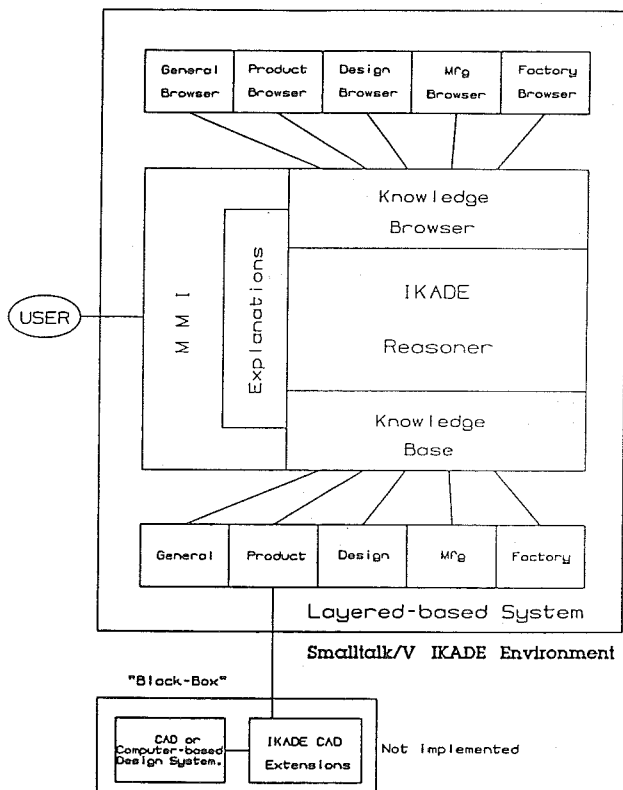 General Product Design Mfg Factory
Browser Browser Browser Browser Browser
Knowledge
Browser
USER
M M I
Explanations
IKADE
Reasoner
Knowledge
Base
General Product Design Mfg Factory
Layered-based System
Smalltalk/V IKADE Environment
"Black-Box"
CAD or
Computer-based
Design System.
IKADE CAD
Extensions
Not implemented